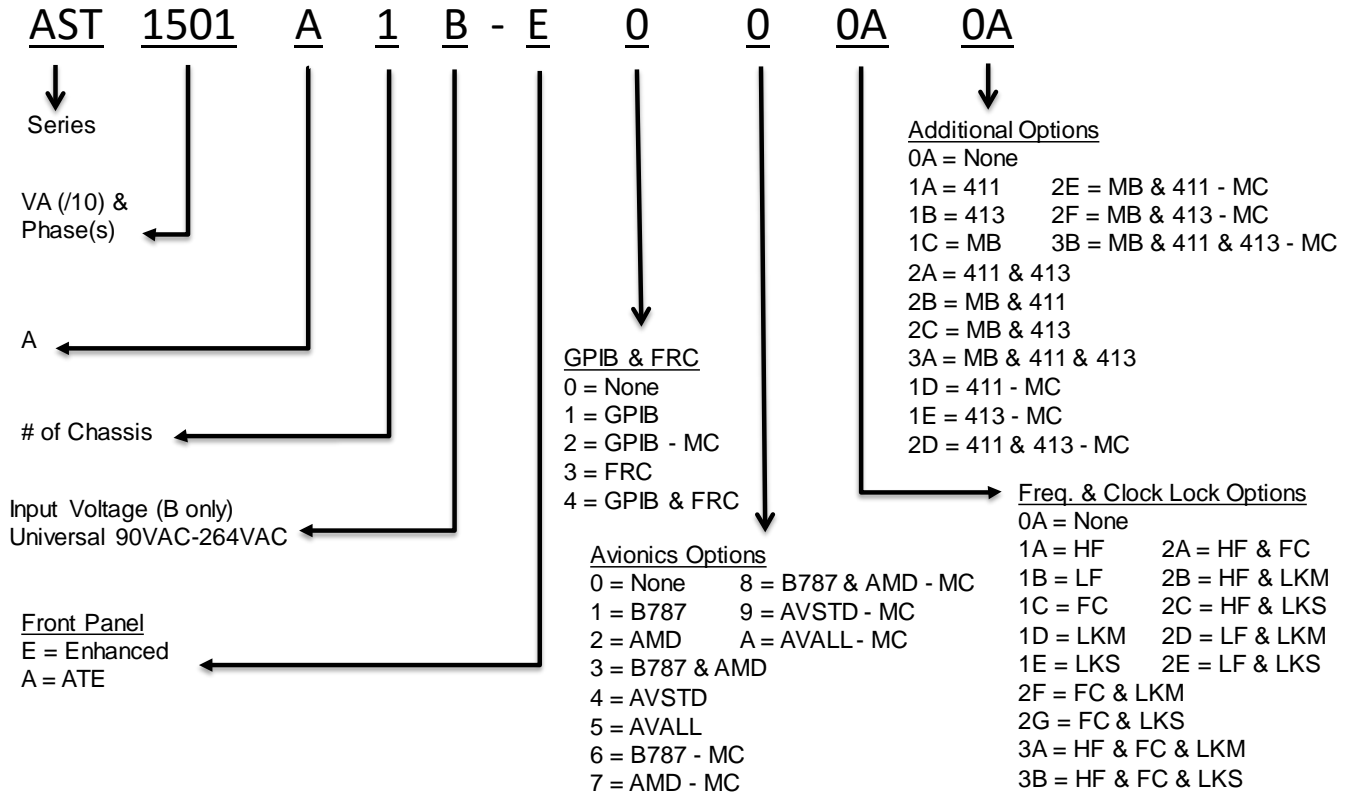 AST 1501 A 1 B - E 0 0 0A 0A
Series
VA (/10) &
Phase(s)
A
# of Chassis
Input Voltage (B only)
Universal 90VAC-264VAC
Front Panel
E = Enhanced
A = ATE
GPIB & FRC
0 = None
1 = GPIB
2 = GPIB - MC
3 = FRC
4 = GPIB & FRC
Avionics Options
0 = None 8 = B787 & AMD - MC
1 = B787 9 = AVSTD - MC
2 = AMD A = AVALL - MC
3 = B787 & AMD
4 = AVSTD
5 = AVALL
6 = B787 - MC
7 = AMD - MC
Additional Options
0A = None
1A = 411 2E = MB & 411 - MC
1B = 413 2F = MB & 413 - MC
1C = MB 3B = MB & 411 & 413 - MC
2A = 411 & 413
2B = MB & 411
2C = MB & 413
3A = MB & 411 & 413
1D = 411 - MC
1E = 413 - MC
2D = 411 & 413 - MC
Freq. & Clock Lock Options
0A = None
1A = HF 2A = HF & FC
1B = LF 2B = HF & LKM
1C = FC 2C = HF & LKS
1D = LKM 2D = LF & LKM
1E = LKS 2E = LF & LKS
2F = FC & LKM
2G = FC & LKS
3A = HF & FC & LKM
3B = HF & FC & LKS